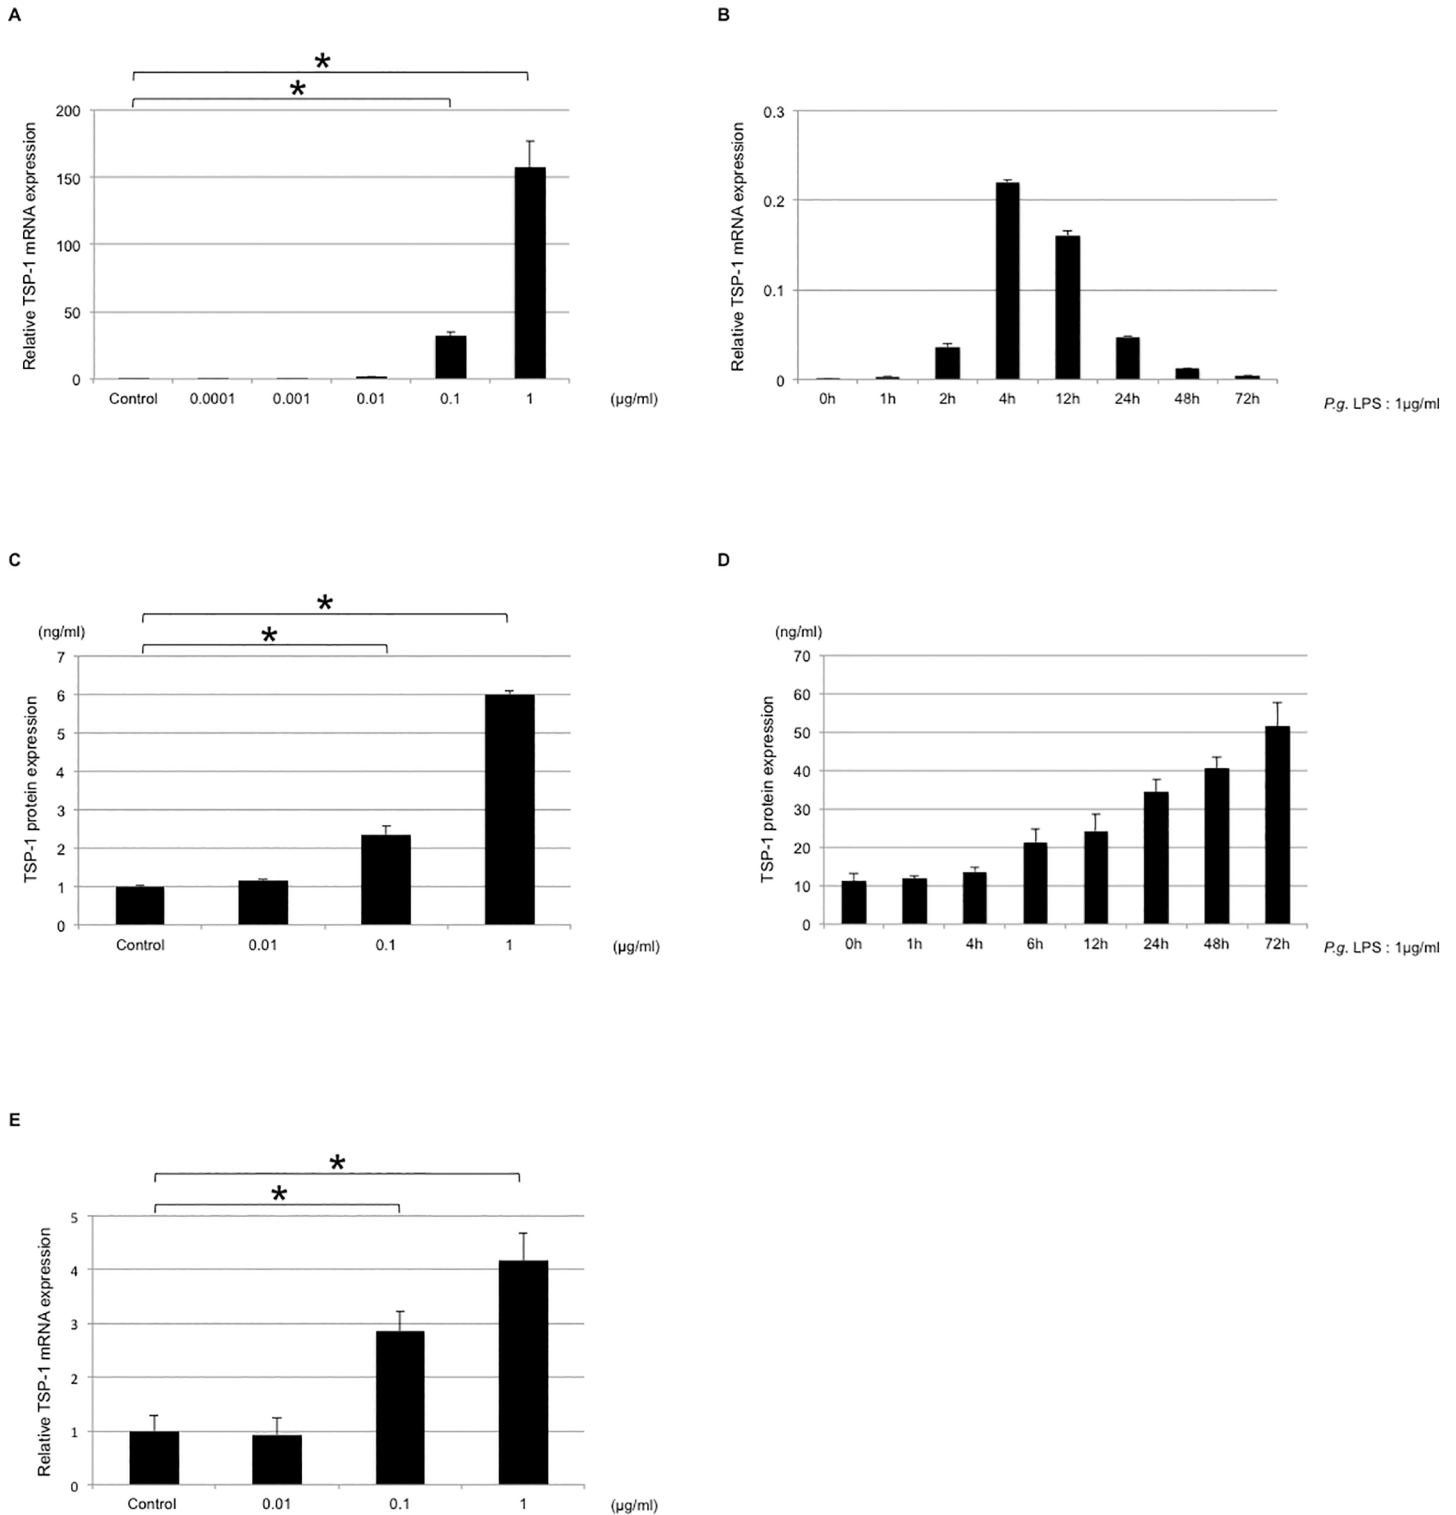 A
*
*
200
150
100
50
0
Relative TSP-1 mRNA expression
Control 0.0001 0.001 0.01 0.1 1 (μg/ml)
B
0.3
0.2
0.1
0
Relative TSP-1 mRNA expression
0h 1h 2h 4h 12h 24h 48h 72h
P.g. LPS : 1μg/ml
C
*
*
(ng/ml)
7
6
5
4
3
2
1
0
TSP-1 protein expression
Control 0.01 0.1 1 (μg/ml)
D
(ng/ml)
70
60
50
40
30
20
10
0
TSP-1 protein expression
0h 1h 4h 6h 12h 24h 48h 72h
P.g. LPS : 1μg/ml
E
*
*
5
4
3
2
1
0
Relative TSP-1 mRNA expression
Control 0.01 0.1 1 (μg/ml)